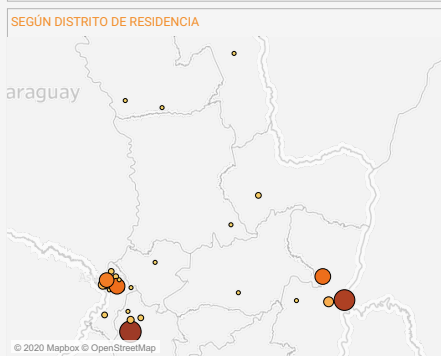 SEGÚN DISTRITO DE RESIDENCIA
araguay
© 2020 Mapbox © OpenStreetMap